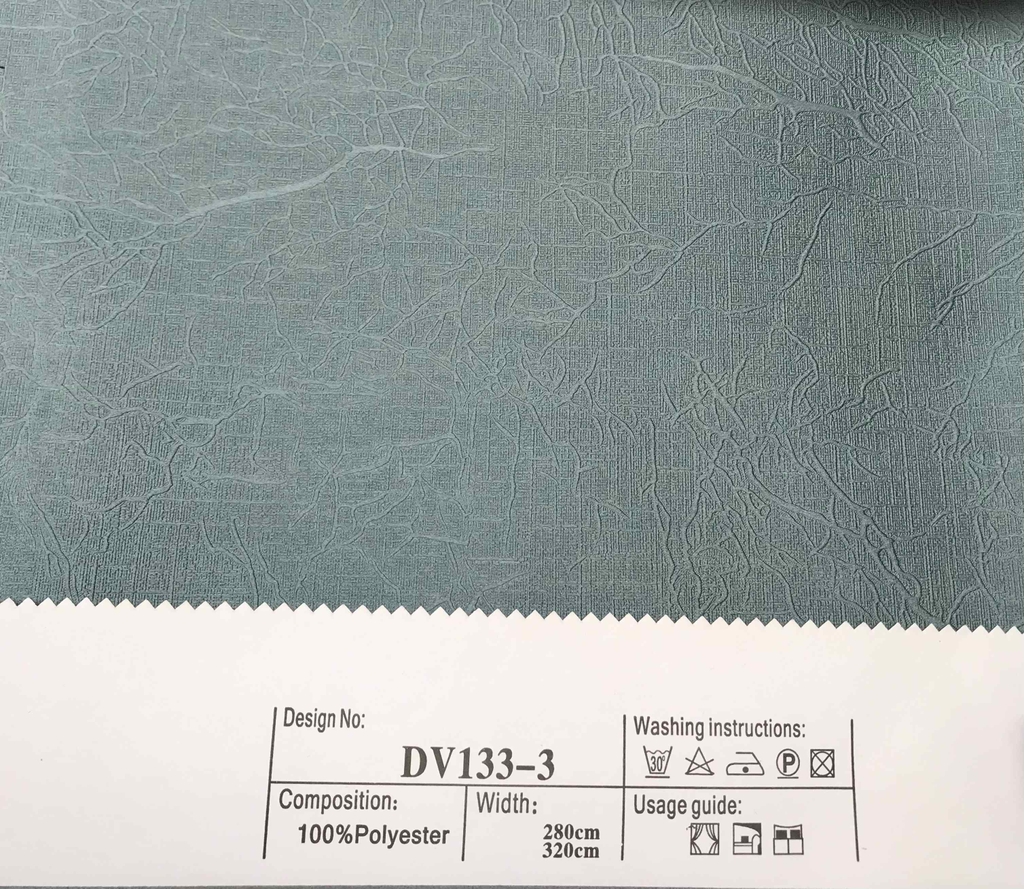 Design No:
DV133-3
Washing instructions:
30°
P
Composition:
100%Polyester
Width:
280cm
320cm
Usage guide: